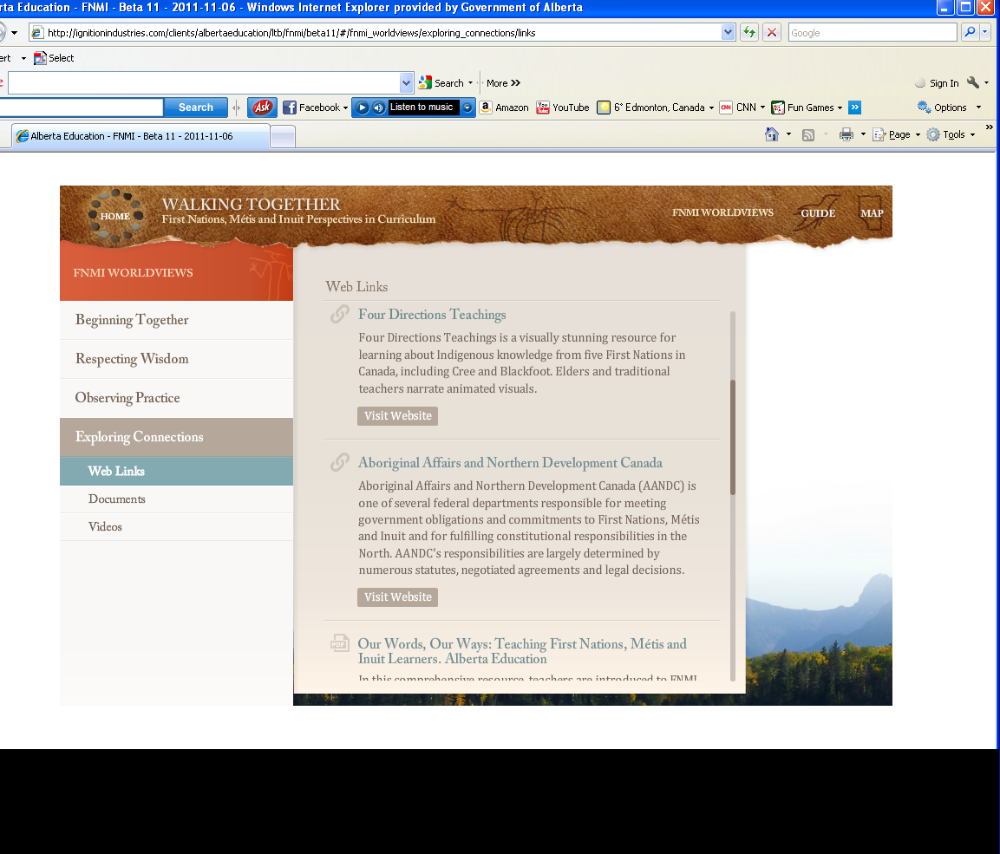 rta Education - FNMI - Beta 11 - 2011-11-06 - Windows Internet Explorer provided by Government of Alberta
http://ignitionindustries.com/clients/albertaeducation/ltb/fnmi/beta11/#/fnmi_worldviews/exploring_connections/links
Google
ert Select
Search More Sign In
Search Ask Facebook Listen to music Amazon YouTube 6° Edmonton, Canada CNN Fun Games Options
Alberta Education - FNMI - Beta 11 - 2011-11-06
Page Tools
HOME
WALKING TOGETHER
First Nations, Métis and Inuit Perspectives in Curriculum
FNMI WORLDVIEWS GUIDE MAP
FNMI WORLDVIEWS
Beginning Together
Respecting Wisdom
Observing Practice
Exploring Connections
Web Links
Documents
Videos
Web Links
Four Directions Teachings
Four Directions Teachings is a visually stunning resource for
learning about Indigenous knowledge from five First Nations in
Canada, including Cree and Blackfoot. Elders and traditional
teachers narrate animated visuals.
Visit Website
Aboriginal Affairs and Northern Development Canada
Aboriginal Affairs and Northern Development Canada (AANDC) is
one of several federal departments responsible for meeting
government obligations and commitments to First Nations, Métis
and Inuit and for fulfilling constitutional responsibilities in the
North. AANDC's responsibilities are largely determined by
numerous statutes, negotiated agreements and legal decisions.
Visit Website
PDF
Our Words, Our Ways: Teaching First Nations, Métis and
Inuit Learners. Alberta Education
In this comprehensive resource, teachers are introduced to FNMI